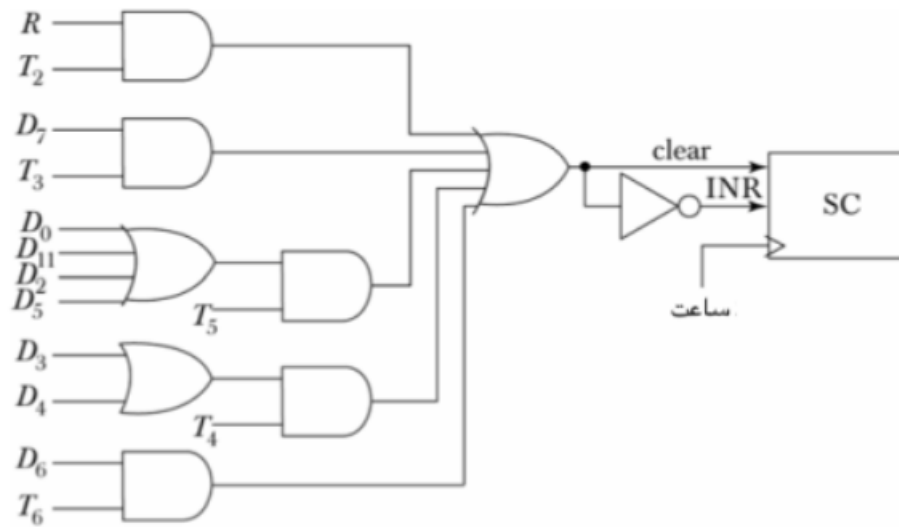 R
T₂
D₇
T₃
D₀
D₁₁
D₂
D₅
T₅
D₃
D₄
T₄
D₆
T₆
clear
INR
SC
ساعت